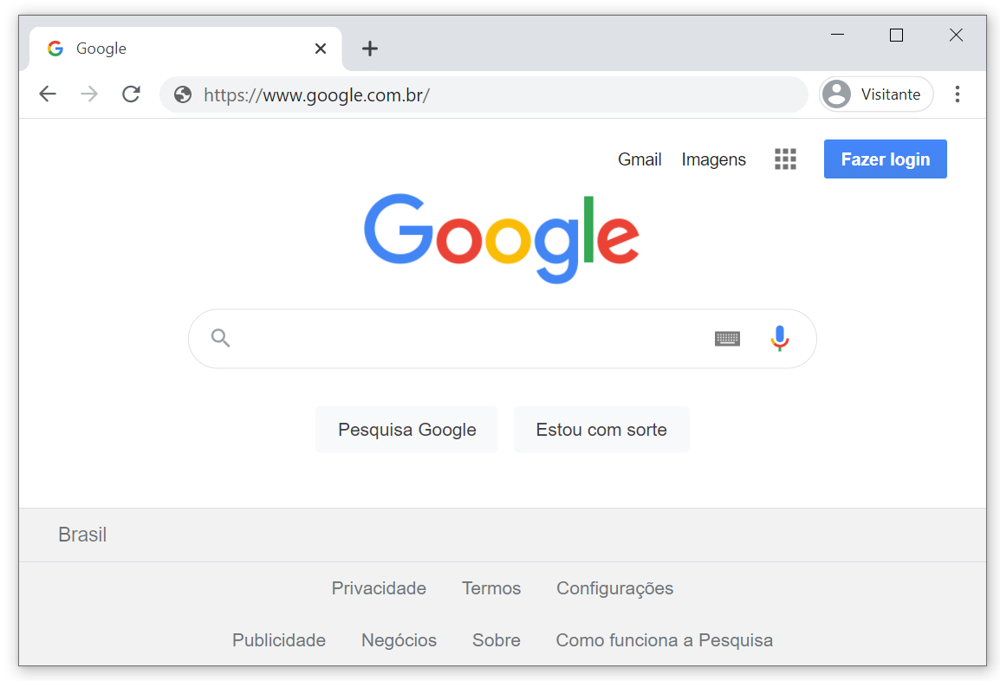 Google
https://www.google.com.br/ Visitante
Gmail Imagens Fazer login
Google
Pesquisa Google Estou com sorte
Brasil
Privacidade Termos Configurações
Publicidade Negócios Sobre Como funciona a Pesquisa